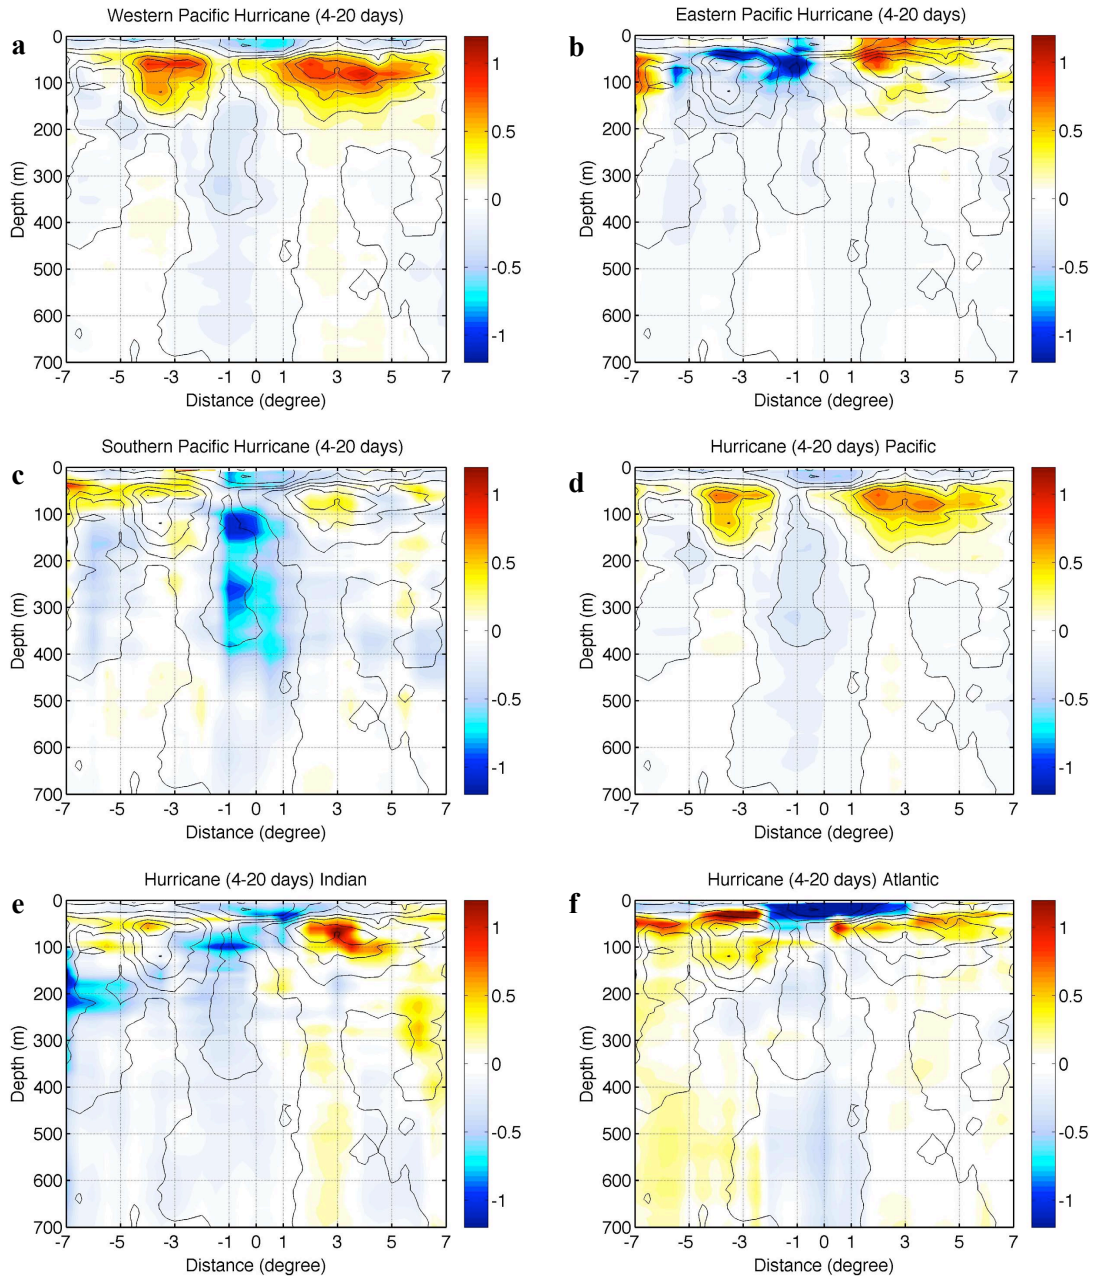 Western Pacific Hurricane (4-20 days)
a
0
100
200
300
400
500
600
700
Depth (m)
-7 -5 -3 -1 0 1 3 5 7
Distance (degree)
1
0.5
0
-0.5
-1
Eastern Pacific Hurricane (4-20 days)
b
0
100
200
300
400
500
600
700
Depth (m)
-7 -5 -3 -1 0 1 3 5 7
Distance (degree)
1
0.5
0
-0.5
-1
Southern Pacific Hurricane (4-20 days)
c
0
100
200
300
400
500
600
700
Depth (m)
-7 -5 -3 -1 0 1 3 5 7
Distance (degree)
1
0.5
0
-0.5
-1
Hurricane (4-20 days) Pacific
d
0
100
200
300
400
500
600
700
Depth (m)
-7 -5 -3 -1 0 1 3 5 7
Distance (degree)
1
0.5
0
-0.5
-1
Hurricane (4-20 days) Indian
e
0
100
200
300
400
500
600
700
Depth (m)
-7 -5 -3 -1 0 1 3 5 7
Distance (degree)
1
0.5
0
-0.5
-1
Hurricane (4-20 days) Atlantic
f
0
100
200
300
400
500
600
700
Depth (m)
-7 -5 -3 -1 0 1 3 5 7
Distance (degree)
1
0.5
0
-0.5
-1